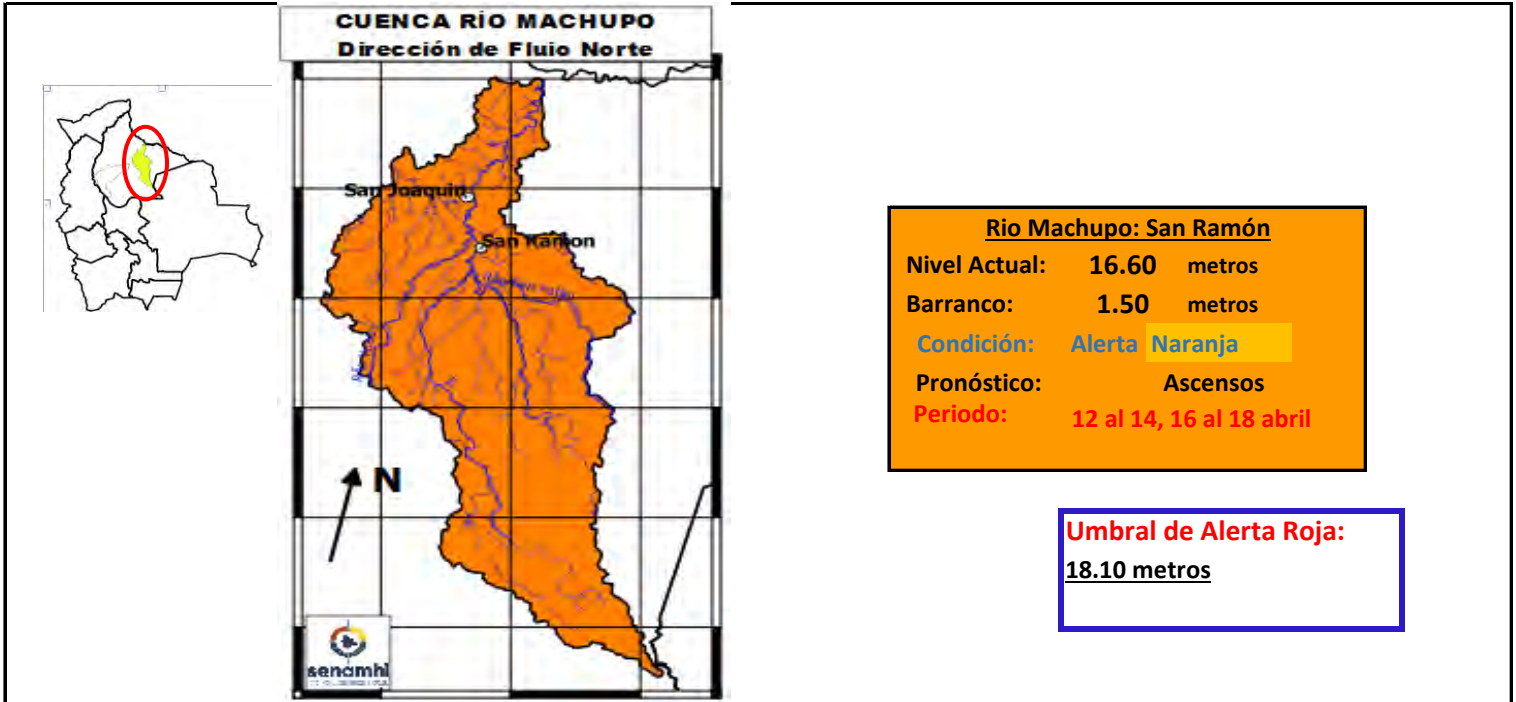 CUENCA RÍO MACHUPO
Dirección de Flujo Norte
San Joaquin
San Ramon
N
senamhi
Rio Machupo: San Ramón
Nivel Actual: 16.60 metros
Barranco: 1.50 metros
Condición: Alerta Naranja
Pronóstico: Ascensos
Periodo: 12 al 14, 16 al 18 abril
Umbral de Alerta Roja:
18.10 metros